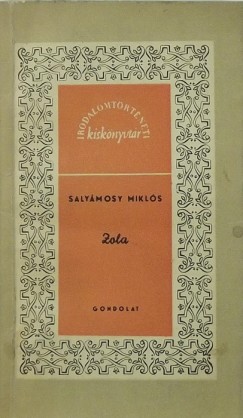 IRODALOMTÖRTÉNETI
kiskönyvtár
SALYÁMOSY MIKLÓS
Zola
GONDOLAT